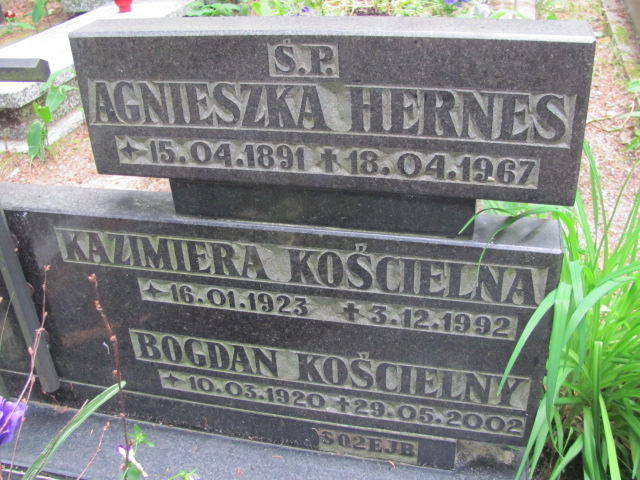 Ś.P.
AGNIESZKA HERNES
15.04.1891 ✝ 18.04.1967
KAZIMIERA KOŚCIELNA
16.01.1923 ✝ 3.12.1992
BOGDAN KOŚCIELNY
10.03.1920 ✝ 29.05.2002
S02EJB